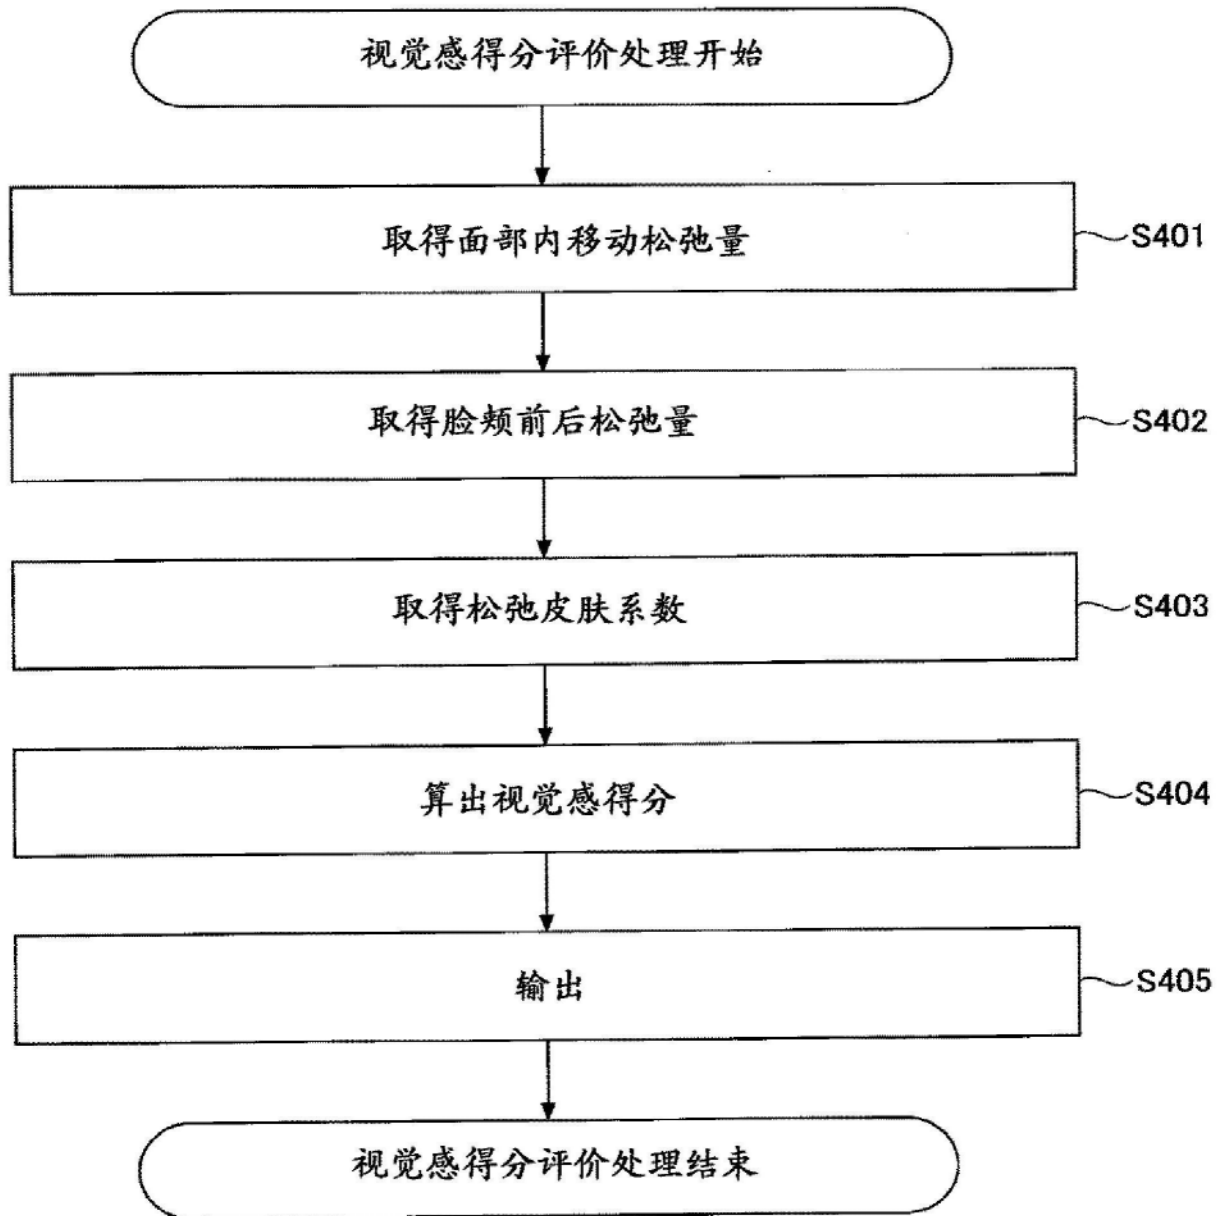 视觉感得分评价处理开始
取得面部内移动松弛量
S401
取得脸颊前后松弛量
S402
取得松弛皮肤系数
S403
算出视觉感得分
S404
输出
S405
视觉感得分评价处理结束